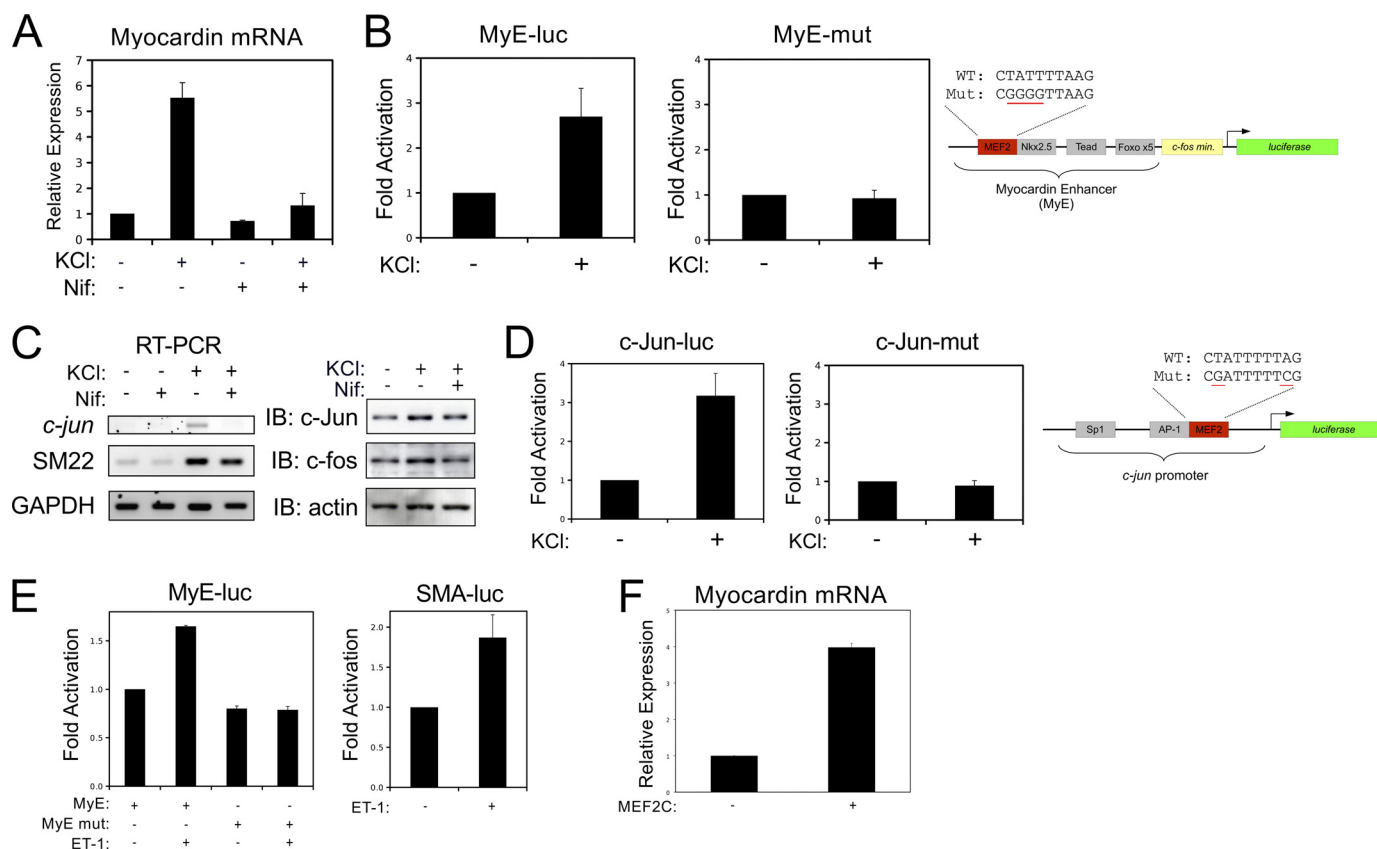 A
Myocardin mRNA
Relative Expression
7
6
5
4
3
2
1
0
KCl: - + - +
Nif: - - + +
B
MyE-luc
Fold Activation
4
3
2
1
0
KCl: - +
MyE-mut
Fold Activation
4
3
2
1
0
KCl: - +
WT: CTATTTTAAG
Mut: CGGGGTTAAG
MEF2 Nkx2.5 Tead Foxo x5 c-fos min. luciferase
Myocardin Enhancer
(MyE)
C
RT-PCR
KCl: - - + +
Nif: - + - +
c-jun
SM22
GAPDH
KCl: - + +
Nif: - - +
IB: c-Jun
IB: c-fos
IB: actin
D
c-Jun-luc
Fold Activation
4
3
2
1
0
KCl: - +
c-Jun-mut
Fold Activation
4
3
2
1
0
KCl: - +
WT: CTATTTTTAG
Mut: CGATTTTTCG
Sp1 AP-1 MEF2 luciferase
c-jun promoter
E
MyE-luc
Fold Activation
1.5
1.0
0.5
0.0
MyE: + + - -
MyE mut: - - + +
ET-1: - + - +
SMA-luc
Fold Activation
2.0
1.5
1.0
0.5
0.0
ET-1: - +
F
Myocardin mRNA
Relative Expression
5
4
3
2
1
0
MEF2C: - +